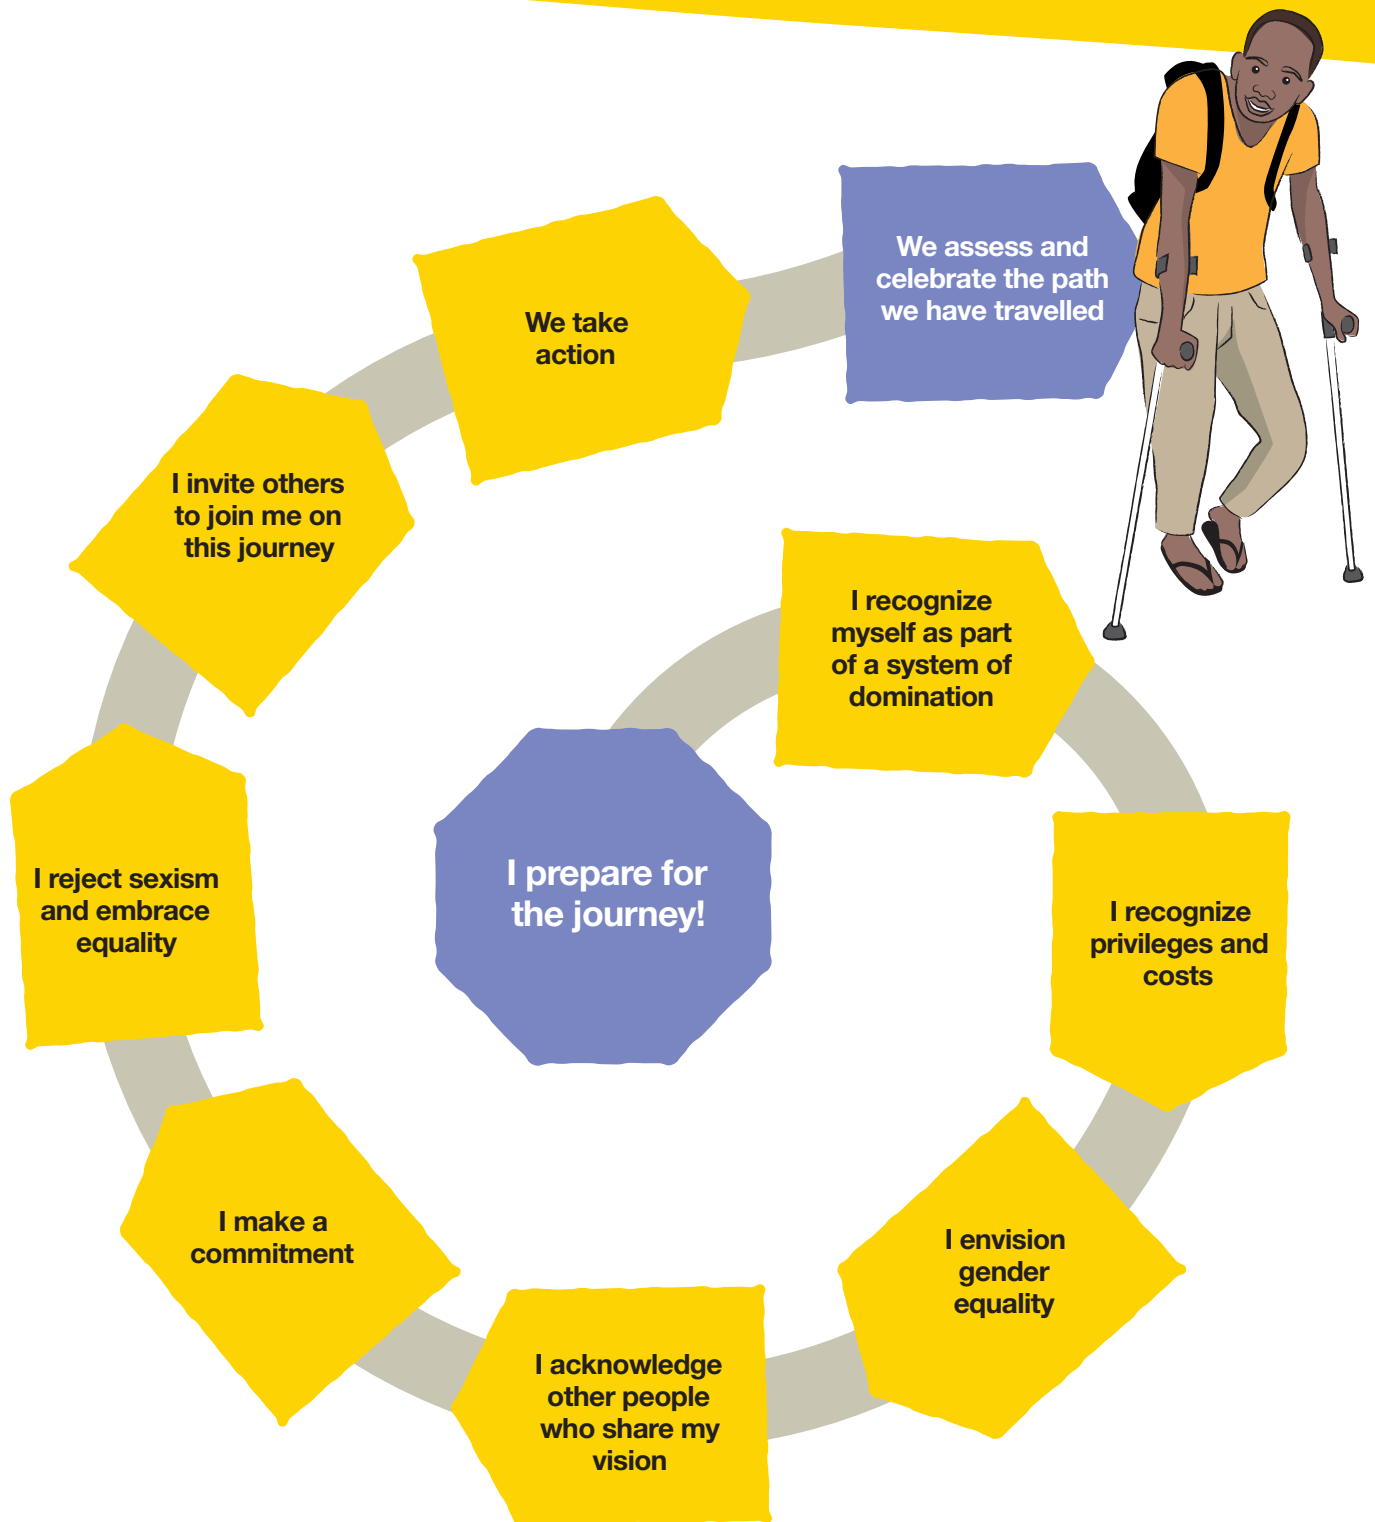 I prepare for
the journey!
I recognize
myself as part
of a system of
domination
I recognize
privileges and
costs
I envision
gender
equality
I acknowledge
other people
who share my
vision
I make a
commitment
I reject sexism
and embrace
equality
I invite others
to join me on
this journey
We take
action
We assess and
celebrate the path
we have travelled